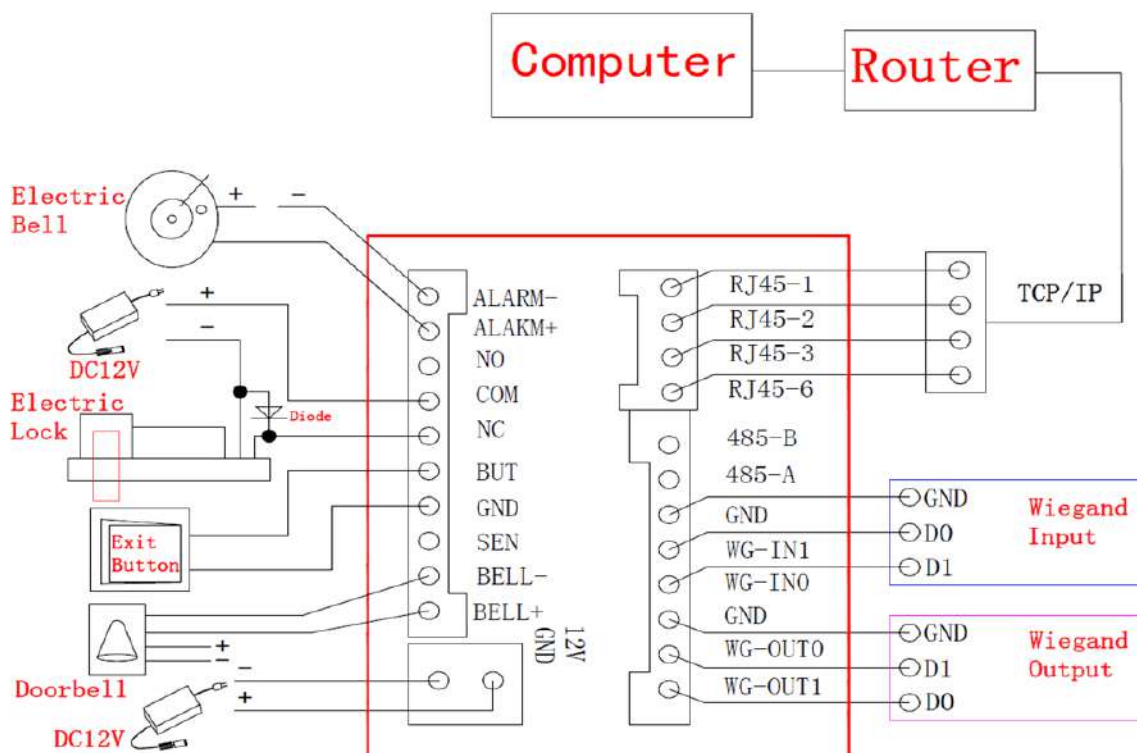 Computer
Router
Electric
Bell
+ -
ALARM-
ALAKM+
NO
COM
NC
BUT
GND
SEN
BELL-
BELL+
GND
12V
+
-
DC12V
Electric
Lock
Diode
Exit
Button
+
-
Doorbell
-
+
DC12V
RJ45-1
RJ45-2
RJ45-3
RJ45-6
TCP/IP
485-B
485-A
GND
WG-IN1
WG-IN0
GND
WG-OUT0
WG-OUT1
GND
D0
D1
Wiegand
Input
GND
D1
D0
Wiegand
Output